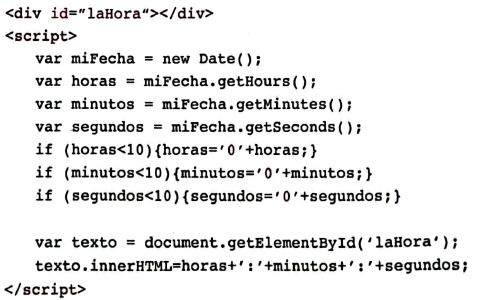 <div id="laHora"></div>
<script>
var miFecha = new Date();
var horas = miFecha.getHours();
var minutos = miFecha.getMinutes();
var segundos = miFecha.getSeconds();
if (horas<10){horas='0'+horas;}
if (minutos<10){minutos='0'+minutos;}
if (segundos<10){segundos='0'+segundos;}
var texto = document.getElementById('laHora');
texto.innerHTML=horas+':'+minutos+':'+segundos;
</script>